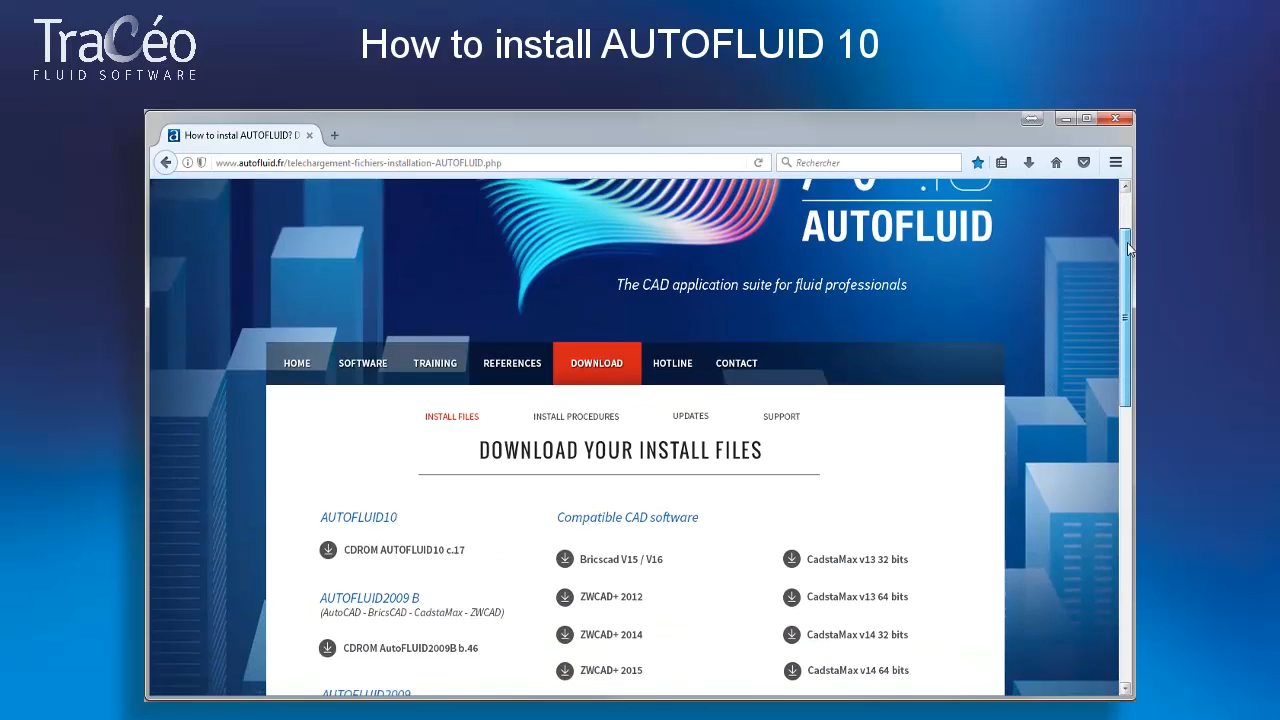 TraCéo
FLUID SOFTWARE
How to install AUTOFLUID 10
How to instal AUTOFLUID? D
www.autofluid.fr/telechargement-fichiers-installation-AUTOFLUID.php
Rechercher
AUTOFLUID
The CAD application suite for fluid professionals
HOME SOFTWARE TRAINING REFERENCES DOWNLOAD HOTLINE CONTACT
INSTALL FILES INSTALL PROCEDURES UPDATES SUPPORT
DOWNLOAD YOUR INSTALL FILES
AUTOFLUID10
CDROM AUTOFLUID10 c.17
AUTOFLUID2009 B
(AutoCAD - BricsCAD - CadstaMax - ZWCAD)
CDROM AutoFLUID2009B b.46
AUTOFLUID2009
Compatible CAD software
Bricscad V15 / V16
ZWCAD+ 2012
ZWCAD+ 2014
ZWCAD+ 2015
CadstaMax v13 32 bits
CadstaMax v13 64 bits
CadstaMax v14 32 bits
CadstaMax v14 64 bits